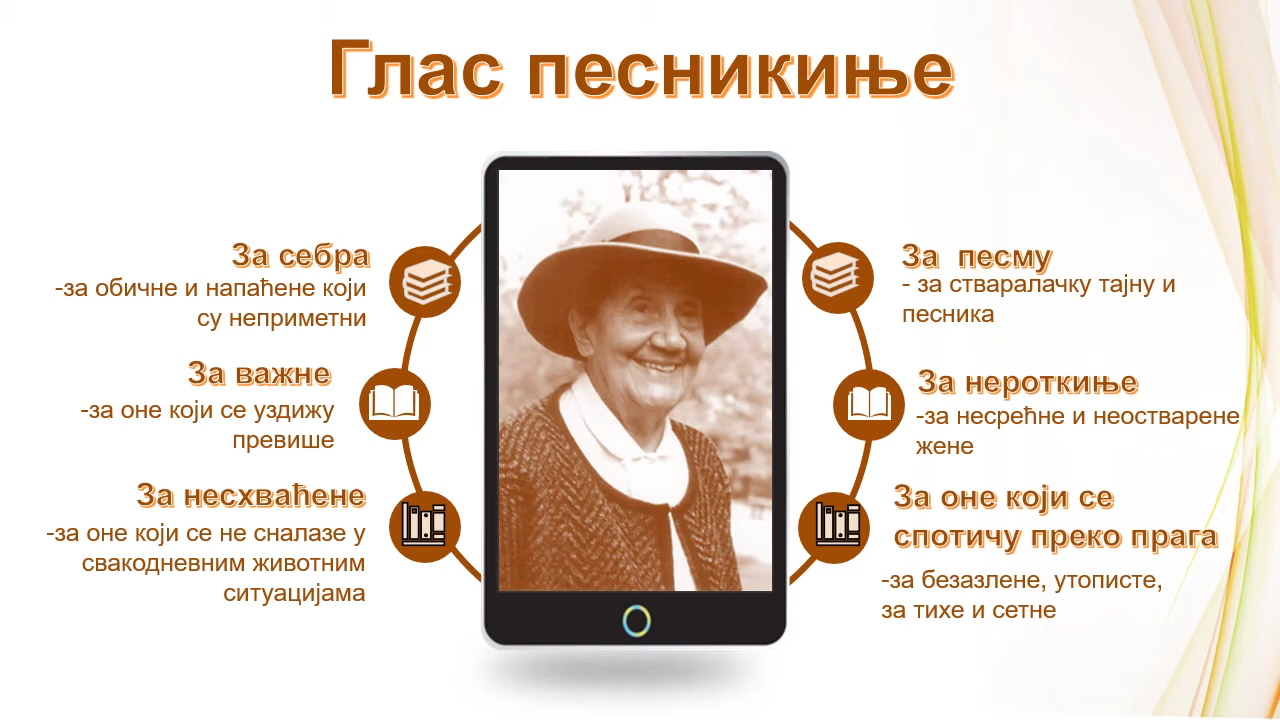 Глас песникиње
За себра
-за обичне и напаћене који
су неприметни
За важне
-за оне који се уздижу
превише
За несхваћене
-за оне који се не сналазе у
свакодневним животним
ситуацијама
За песму
- за стваралачку тајну и
песника
За нероткиње
-за несрећне и неостварене
жене
За оне који се
спотичу преко прага
-за безазлене, утописте,
за тихе и сетне